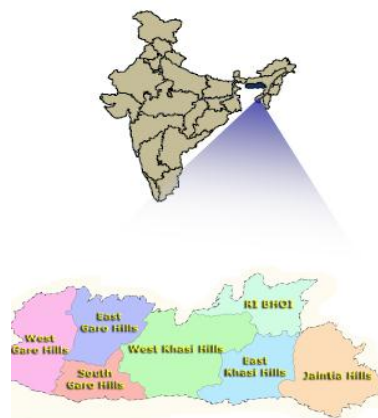 East
Garo Hills
RI BHOI
West
Garo Hills
West Khasi Hills
South
Garo Hills
East
Khasi Hills
Jaintia Hills